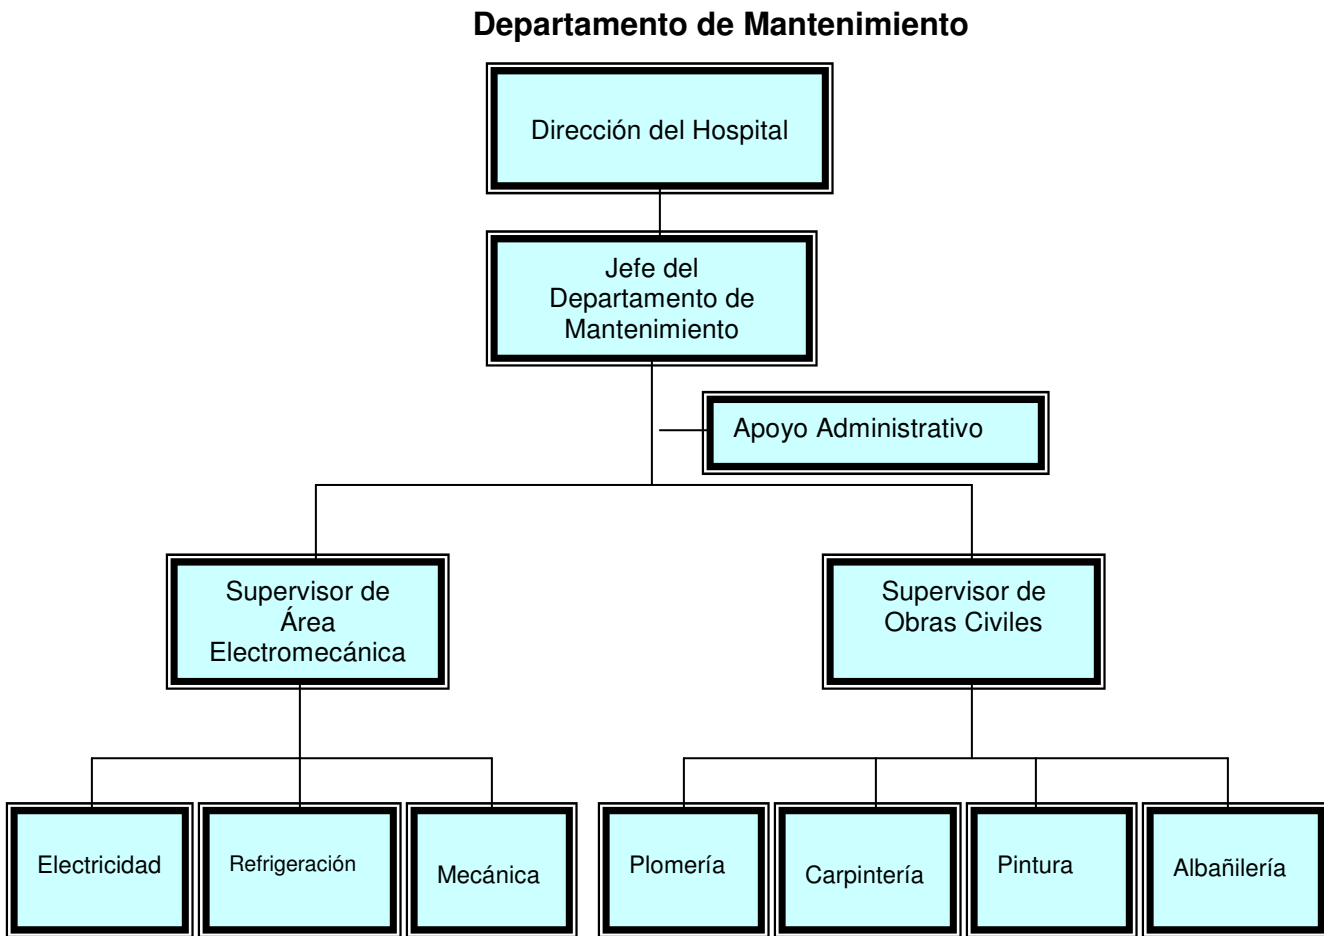 Departamento de Mantenimiento
Dirección del Hospital
Jefe del
Departamento de
Mantenimiento
Apoyo Administrativo
Supervisor de
Área
Electromecánica
Supervisor de
Obras Civiles
Electricidad
Refrigeración
Mecánica
Plomería
Carpintería
Pintura
Albañilería